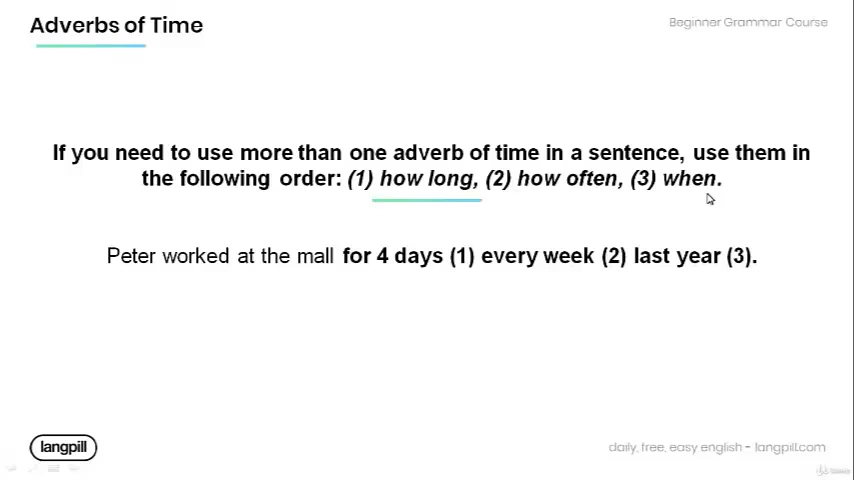 Adverbs of Time
Beginner Grammar Course
If you need to use more than one adverb of time in a sentence, use them in
the following order: (1) how long, (2) how often, (3) when.
Peter worked at the mall for 4 days (1) every week (2) last year (3).
langpill
daily, free, easy english - langpill.com